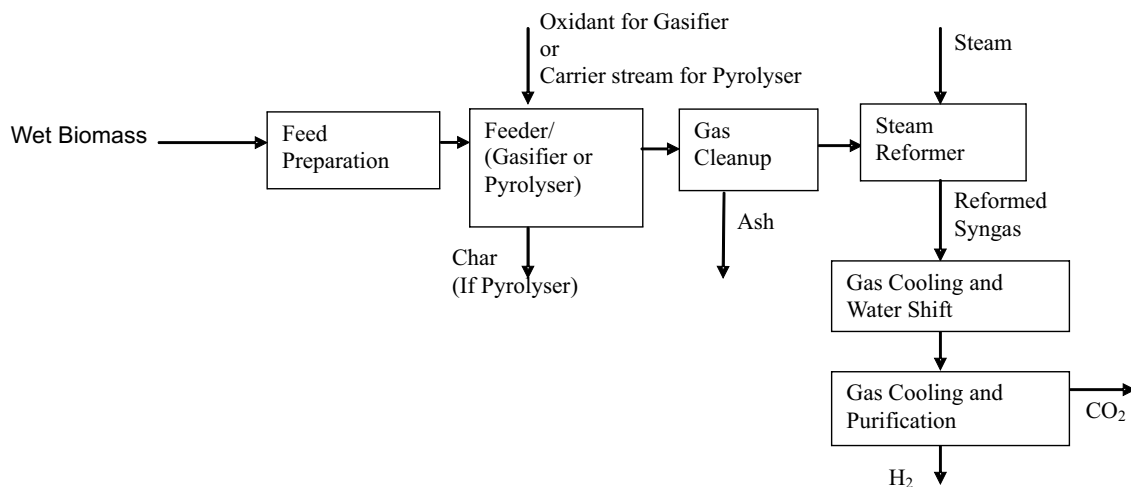 Oxidant for Gasifier
or
Carrier stream for Pyrolyser
Steam
Wet Biomass
Feed
Preparation
Feeder/
(Gasifier or
Pyrolyser)
Gas
Cleanup
Steam
Reformer
Char
(If Pyrolyser)
Ash
Reformed
Syngas
Gas Cooling and
Water Shift
Gas Cooling and
Purification
CO₂
H₂